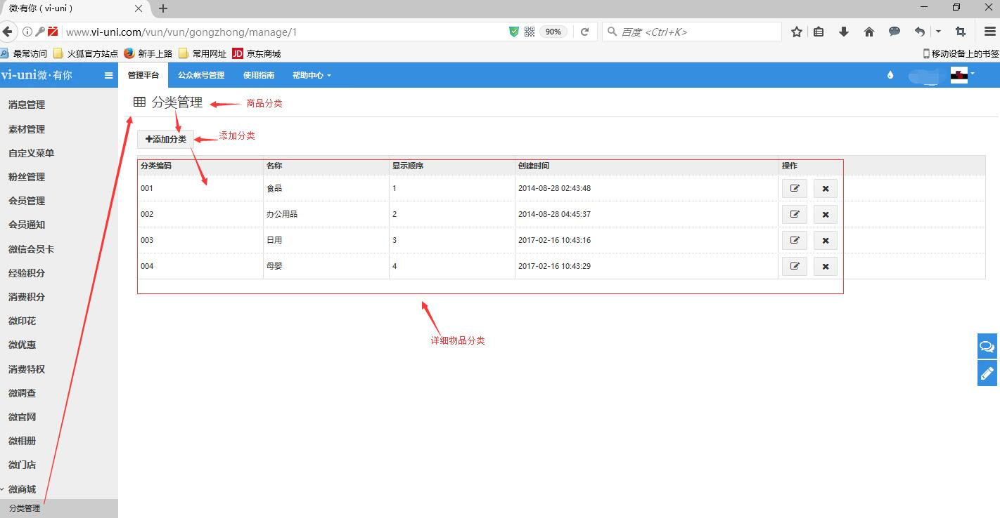 微·有你（vi-uni）
www.vi-uni.com/vun/vun/gongzhong/manage/1
90%
百度 <Ctrl+K>
最常访问
火狐官方站点
新手上路
常用网址
JD 京东商城
移动设备上的书签
vi-uni微·有你
管理平台
公众帐号管理
使用指南
帮助中心
消息管理
素材管理
自定义菜单
粉丝管理
会员管理
会员通知
微信会员卡
经验积分
消费积分
微印花
微优惠
消费特权
微调查
微官网
微相册
微门店
微商城
分类管理
分类管理
商品分类
添加分类
添加分类
分类编码 名称 显示顺序 创建时间 操作
001 食品 1 2014-08-28 02:43:48
002 办公用品 2 2014-08-28 04:45:37
003 日用 3 2017-02-16 10:43:16
004 母婴 4 2017-02-16 10:43:29
详细物品分类